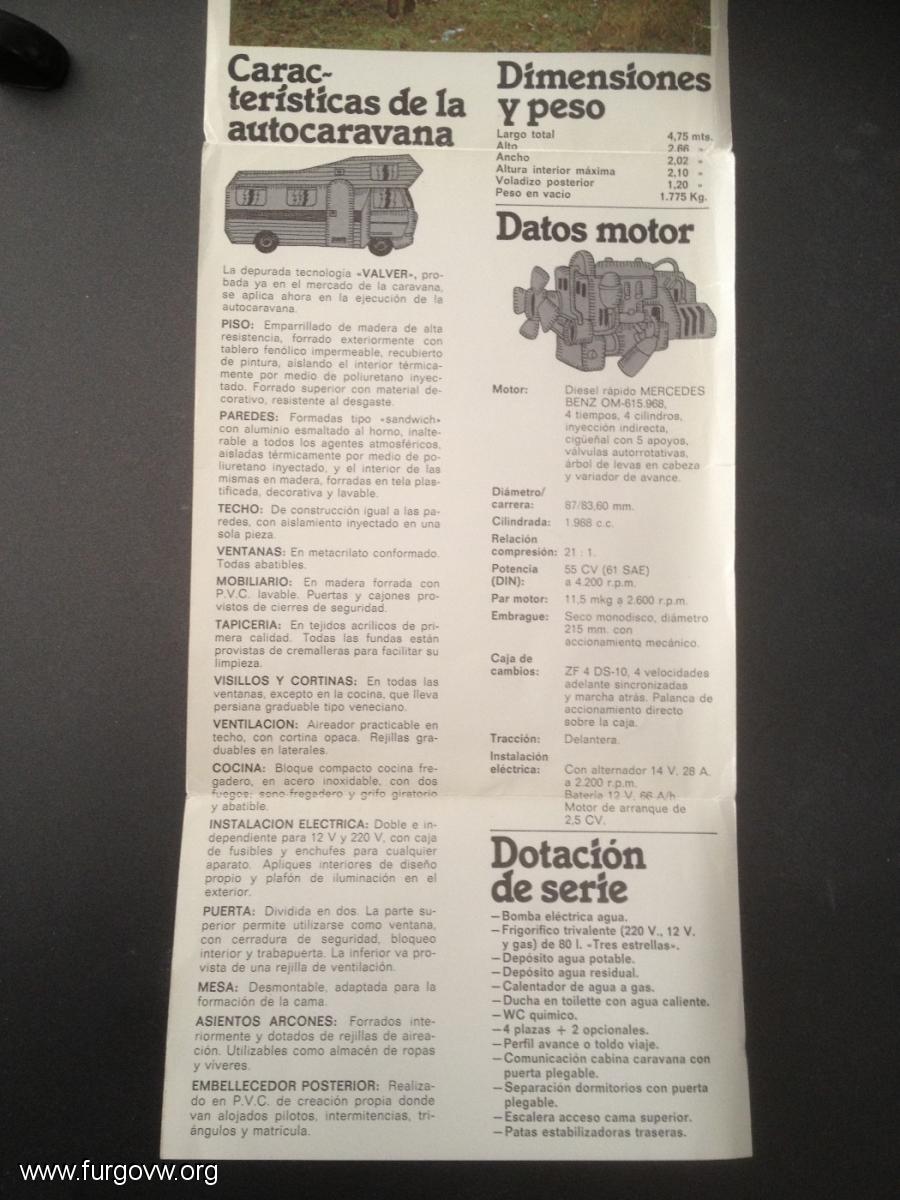 Carac-
terísticas de la
autocaravana
La depurada tecnología «VALVER», pro-
bada ya en el mercado de la caravana,
se aplica ahora en la ejecución de la
autocaravana.
PISO: Emparrillado de madera de alta
resistencia, forrado exteriormente con
tablero fenólico impermeable, recubierto
de pintura, aislando el interior térmica-
mente por medio de poliuretano inyec-
tado. Forrado superior con material de-
corativo, resistente al desgaste.
PAREDES: Formadas tipo «sandwich»
con aluminio esmaltado al horno, inalte-
rable a todos los agentes atmosféricos,
aisladas térmicamente por medio de po-
liuretano inyectado, y el interior de las
mismas en madera, forradas en tela plas-
tificada, decorativa y lavable.
TECHO: De construcción igual a las pa-
redes, con aislamiento inyectado en una
sola pieza.
VENTANAS: En metacrilato conformado.
Todas abatibles.
MOBILIARIO: En madera forrada con
P.V.C. lavable. Puertas y cajones pro-
vistos de cierres de seguridad.
TAPICERIA: En tejidos acrílicos de pri-
mera calidad. Todas las fundas están
provistas de cremalleras para facilitar su
limpieza.
VISILLOS Y CORTINAS: En todas las
ventanas, excepto en la cocina, que lleva
persiana graduable tipo veneciano.
VENTILACION: Aireador practicable en
techo, con cortina opaca. Rejillas gra-
duables en laterales.
COCINA: Bloque compacto cocina fre-
gadero, en acero inoxidable, con dos
fuegos, seno fregadero y grifo giratorio
y abatible.
INSTALACION ELECTRICA: Doble e in-
dependiente para 12 V y 220 V, con caja
de fusibles y enchufes para cualquier
aparato. Apliques interiores de diseño
propio y plafón de iluminación en el
exterior.
PUERTA: Dividida en dos. La parte su-
perior permite utilizarse como ventana,
con cerradura de seguridad, bloqueo
interior y trabapuerta. La inferior va pro-
vista de una rejilla de ventilación.
MESA: Desmontable, adaptada para la
formación de la cama.
ASIENTOS ARCONES: Forrados inte-
riormente y dotados de rejillas de airea-
ción. Utilizables como almacén de ropas
y víveres.
EMBELLECEDOR POSTERIOR: Realiza-
do en P.V.C. de creación propia donde
van alojados pilotos, intermitencias, tri-
ángulos y matrícula.
Dimensiones
y peso
Largo total 4,75 mts.
Alto 2,66 »
Ancho 2,02 »
Altura interior máxima 2,10 »
Voladizo posterior 1,20 »
Peso en vacio 1.775 Kg.
Datos motor
Motor: Diesel rápido MERCEDES
BENZ OM-615.968,
4 tiempos, 4 cilindros,
inyección indirecta,
cigüeñal con 5 apoyos,
válvulas autorrotativas,
árbol de levas en cabeza
y variador de avance.
Diámetro/
carrera: 87/83,60 mm.
Cilindrada: 1.988 c.c.
Relación
compresión: 21 : 1.
Potencia 55 CV (61 SAE)
(DIN): a 4.200 r.p.m.
Par motor: 11,5 mkg a 2.600 r.p.m.
Embrague: Seco monodisco, diámetro
215 mm. con
accionamiento mecánico.
Caja de
cambios: ZF 4 DS-10, 4 velocidades
adelante sincronizadas
y marcha atrás. Palanca de
accionamiento directo
sobre la caja.
Tracción: Delantera.
Instalación
eléctrica: Con alternador 14 V. 28 A.
a 2.200 r.p.m.
Batería 12 V. 66 A/h.
Motor de arranque de
2,5 CV.
Dotación
de serie
—Bomba eléctrica agua.
—Frigorífico trivalente (220 V., 12 V.
y gas) de 80 l. «Tres estrellas».
—Depósito agua potable.
—Depósito agua residual.
—Calentador de agua a gas.
—Ducha en toilette con agua caliente.
—WC químico.
—4 plazas + 2 opcionales.
—Perfil avance o toldo viaje.
—Comunicación cabina caravana con
puerta plegable.
—Separación dormitorios con puerta
plegable.
—Escalera acceso cama superior.
—Patas estabilizadoras traseras.
www.furgovw.org